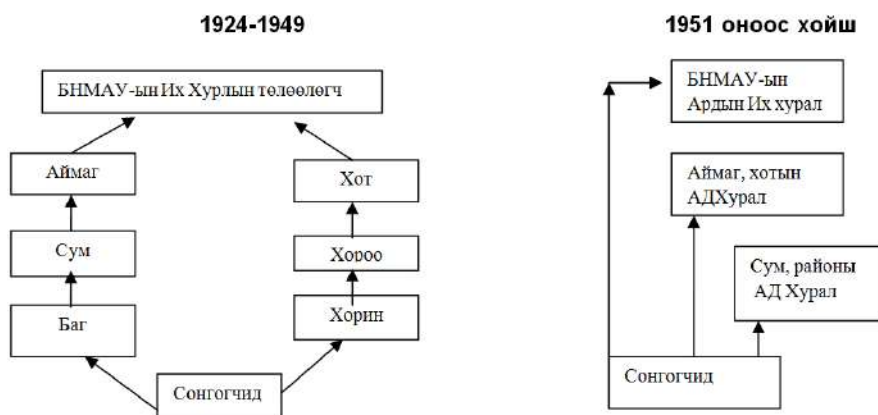 1924-1949
БНМАУ-ын Их Хурлын төлөөлөгч
Аймаг
Хот
Сум
Хороо
Баг
Хорин
Сонгогчид
1951 оноос хойш
БНМАУ-ын
Ардын Их хурал
Аймаг, хотын
АДХурал
Сум, районы
АД Хурал
Сонгогчид